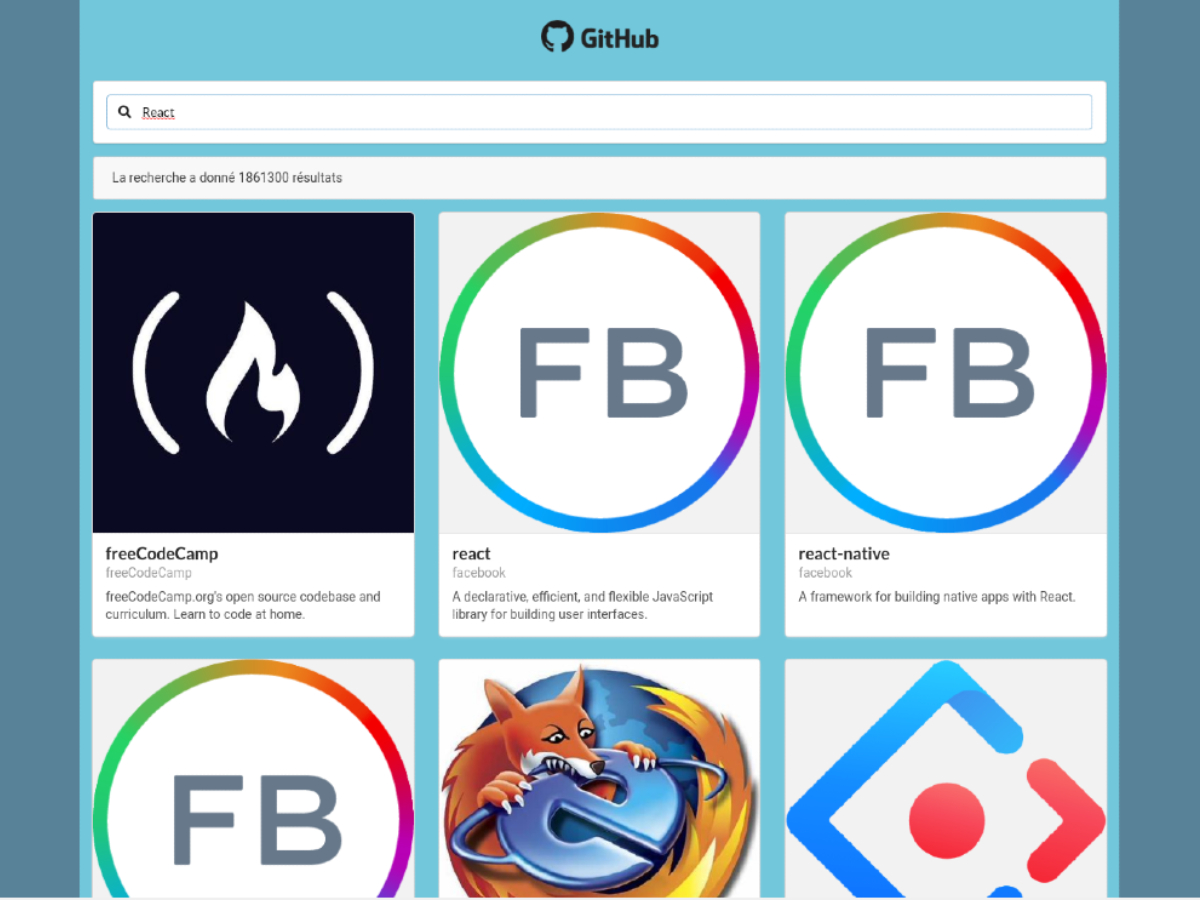 GitHub
React
La recherche a donné 1861300 résultats
FB
FB
freeCodeCamp
freeCodeCamp
freeCodeCamp.org's open source codebase and
curriculum. Learn to code at home.
react
facebook
A declarative, efficient, and flexible JavaScript
library for building user interfaces.
react-native
facebook
A framework for building native apps with React.
FB